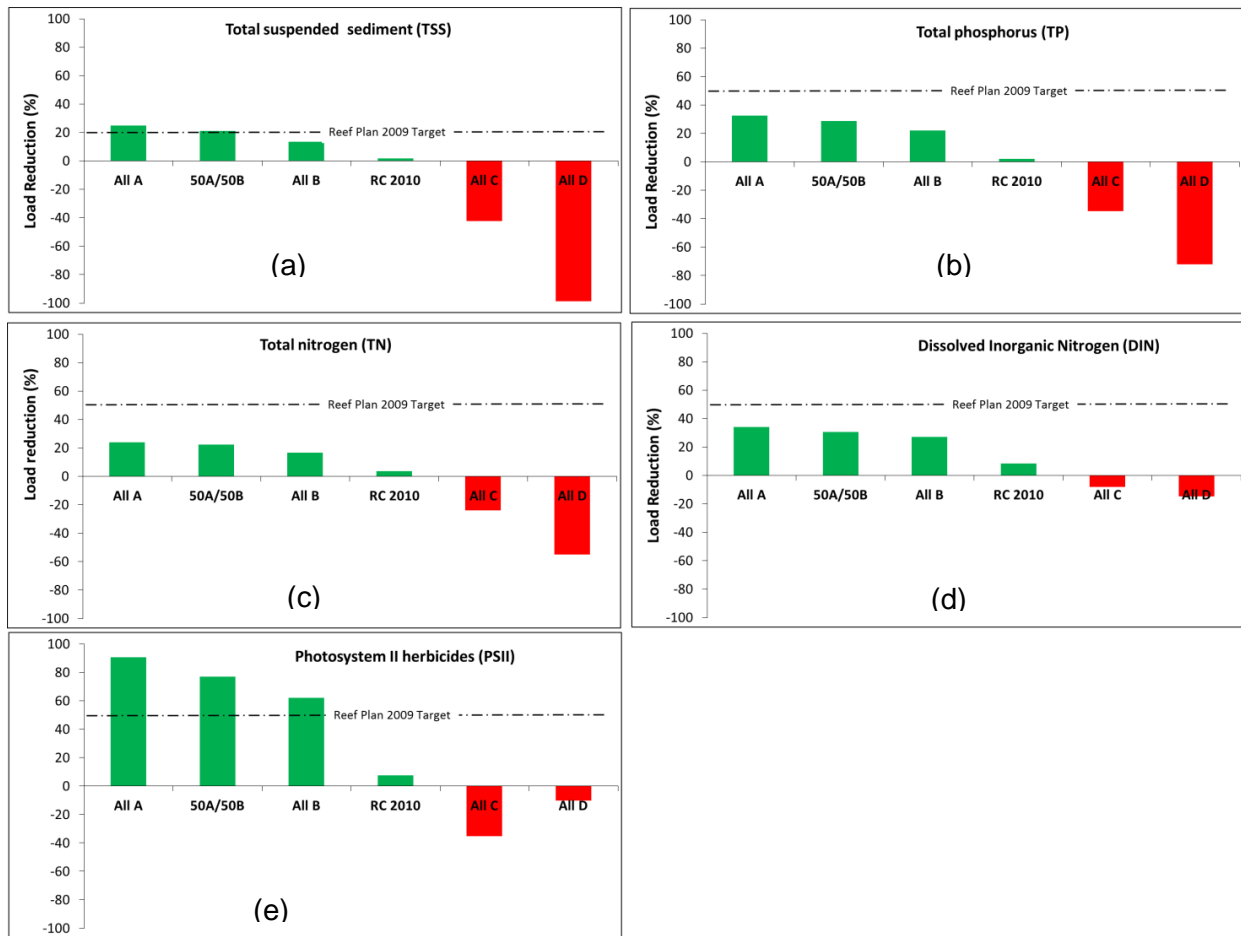 Total suspended sediment (TSS)
Load Reduction (%)
100
80
60
40
20
0
-20
-40
-60
-80
-100
Reef Plan 2009 Target
All A 50A/50B All B RC 2010 All C All D
(a)
Total phosphorus (TP)
Load Reduction (%)
100
80
60
40
20
0
-20
-40
-60
-80
-100
Reef Plan 2009 Target
All A 50A/50B All B RC 2010 All C All D
(b)
Total nitrogen (TN)
Load reduction (%)
100
80
60
40
20
0
-20
-40
-60
-80
-100
Reef Plan 2009 Target
All A 50A/50B All B RC 2010 All C All D
(c)
Dissolved Inorganic Nitrogen (DIN)
Load Reduction (%)
100
80
60
40
20
0
-20
-40
-60
-80
-100
Reef Plan 2009 Target
All A 50A/50B All B RC 2010 All C All D
(d)
Photosystem II herbicides (PSII)
Load Reduction (%)
100
80
60
40
20
0
-20
-40
-60
-80
-100
Reef Plan 2009 Target
All A 50A/50B All B RC 2010 All C All D
(e)